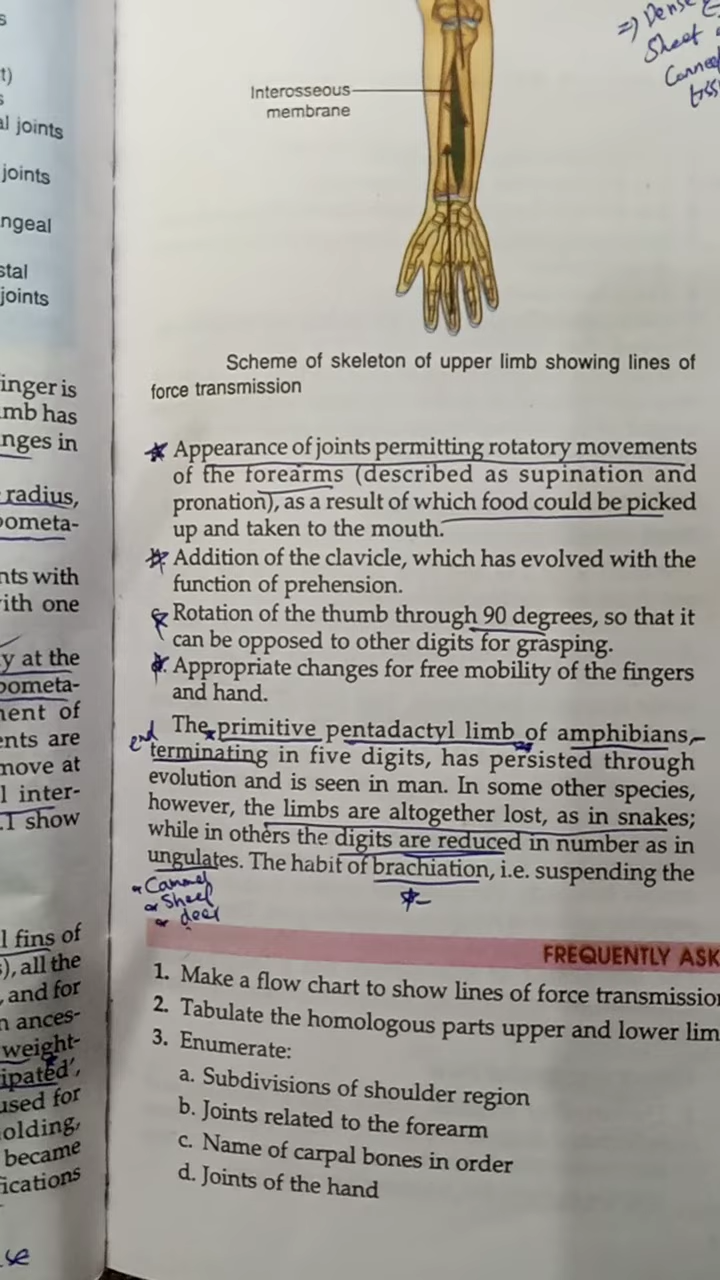 s
t)
s
al joints
joints
ngeal
stal
joints
inger is
mb has
nges in
radius,
ometa-
nts with
ith one
y at the
ometa-
ment of
ents are
move at
l inter-
.1 show
l fins of
s), all the
, and for
n ances-
weight-
ipated',
used for
olding,
became
ications
se
=) Dense
Sheet
Connec
tiss
Interosseous
membrane
Scheme of skeleton of upper limb showing lines of
force transmission
Appearance of joints permitting rotatory movements
of the forearms (described as supination and
pronation), as a result of which food could be picked
up and taken to the mouth.
Addition of the clavicle, which has evolved with the
function of prehension.
Rotation of the thumb through 90 degrees, so that it
can be opposed to other digits for grasping.
Appropriate changes for free mobility of the fingers
and hand.
end The primitive pentadactyl limb of amphibians,
terminating in five digits, has persisted through
evolution and is seen in man. In some other species,
however, the limbs are altogether lost, as in snakes;
while in others the digits are reduced in number as in
ungulates. The habit of brachiation, i.e. suspending the
Cammel
Sheef
deer
FREQUENTLY ASK
1. Make a flow chart to show lines of force transmission
2. Tabulate the homologous parts upper and lower lim
3. Enumerate:
a. Subdivisions of shoulder region
b. Joints related to the forearm
c. Name of carpal bones in order
d. Joints of the hand